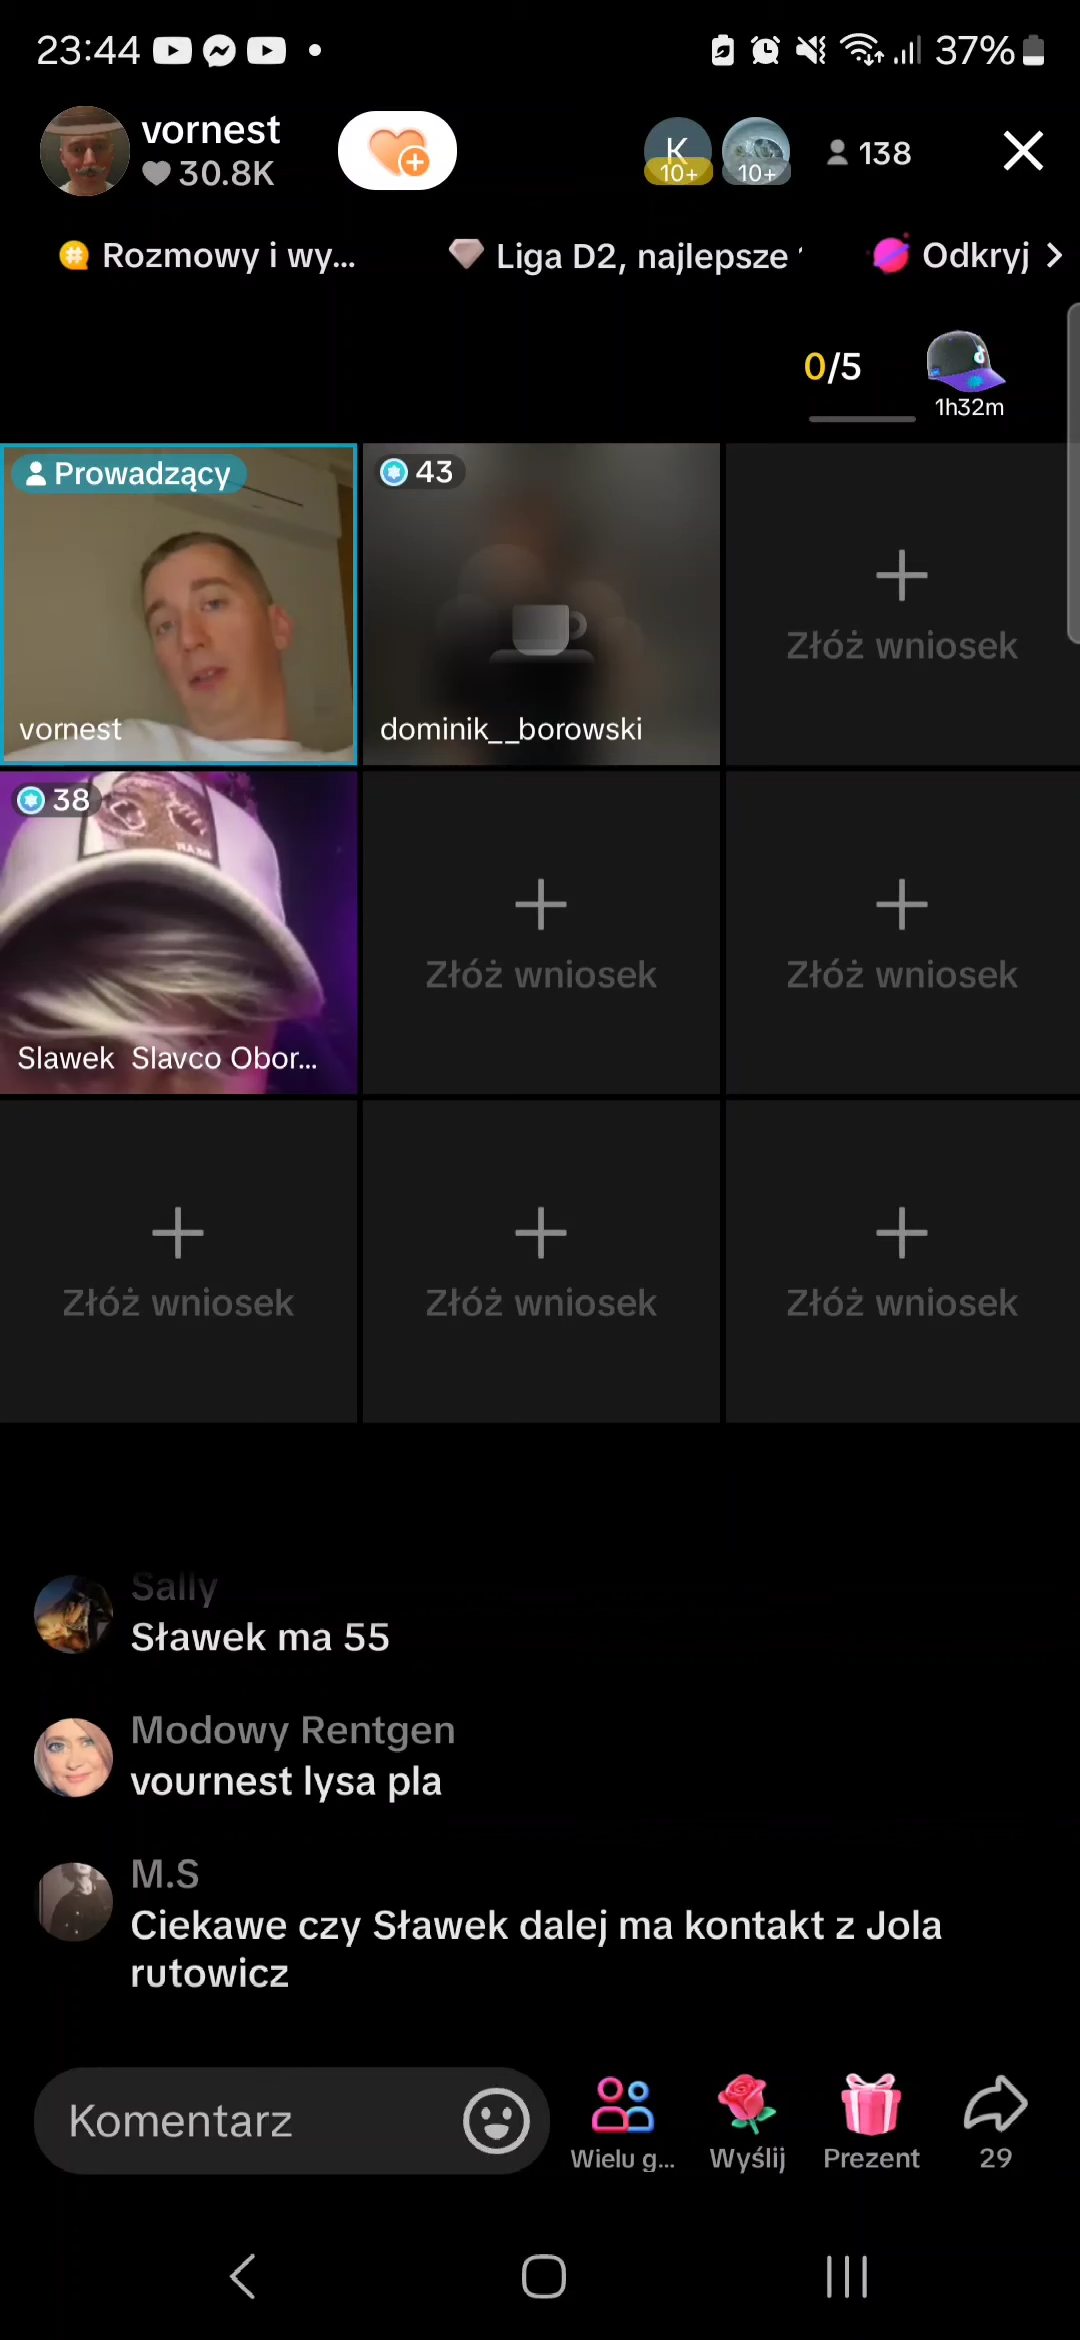 23:44
37%
vornest
30.8K
K
10+
10+
138
Rozmowy i wy...
Liga D2, najlepsze
Odkryj
0/5
1h32m
Prowadzący
43
vornest
dominik__borowski
Złóż wniosek
38
Slawek Slavco Obor...
Złóż wniosek
Złóż wniosek
Złóż wniosek
Złóż wniosek
Złóż wniosek
Sally
Sławek ma 55
Modowy Rentgen
vournest lysa pla
M.S
Ciekawe czy Sławek dalej ma kontakt z Jola
rutowicz
Komentarz
Wielu g...
Wyślij
Prezent
29